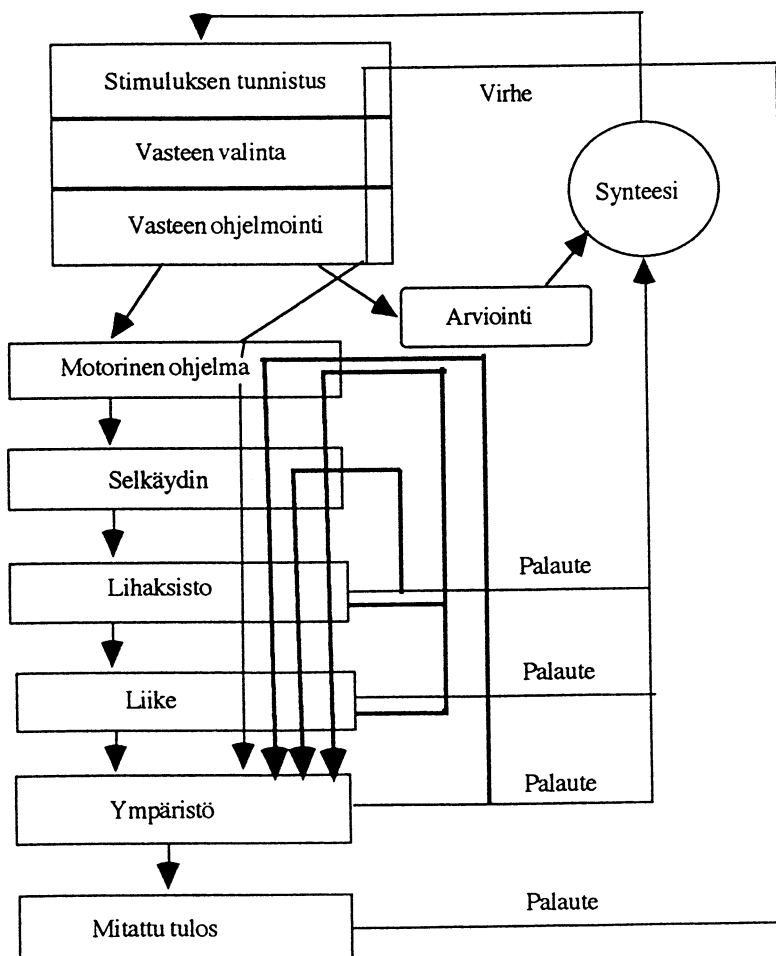 Stimuluksen tunnistus
Virhe
Vasteen valinta
Synteesi
Vasteen ohjelmointi
Arviointi
Motorinen ohjelma
Selkäydin
Palaute
Lihaksisto
Palaute
Liike
Palaute
Ympäristö
Palaute
Mitattu tulos